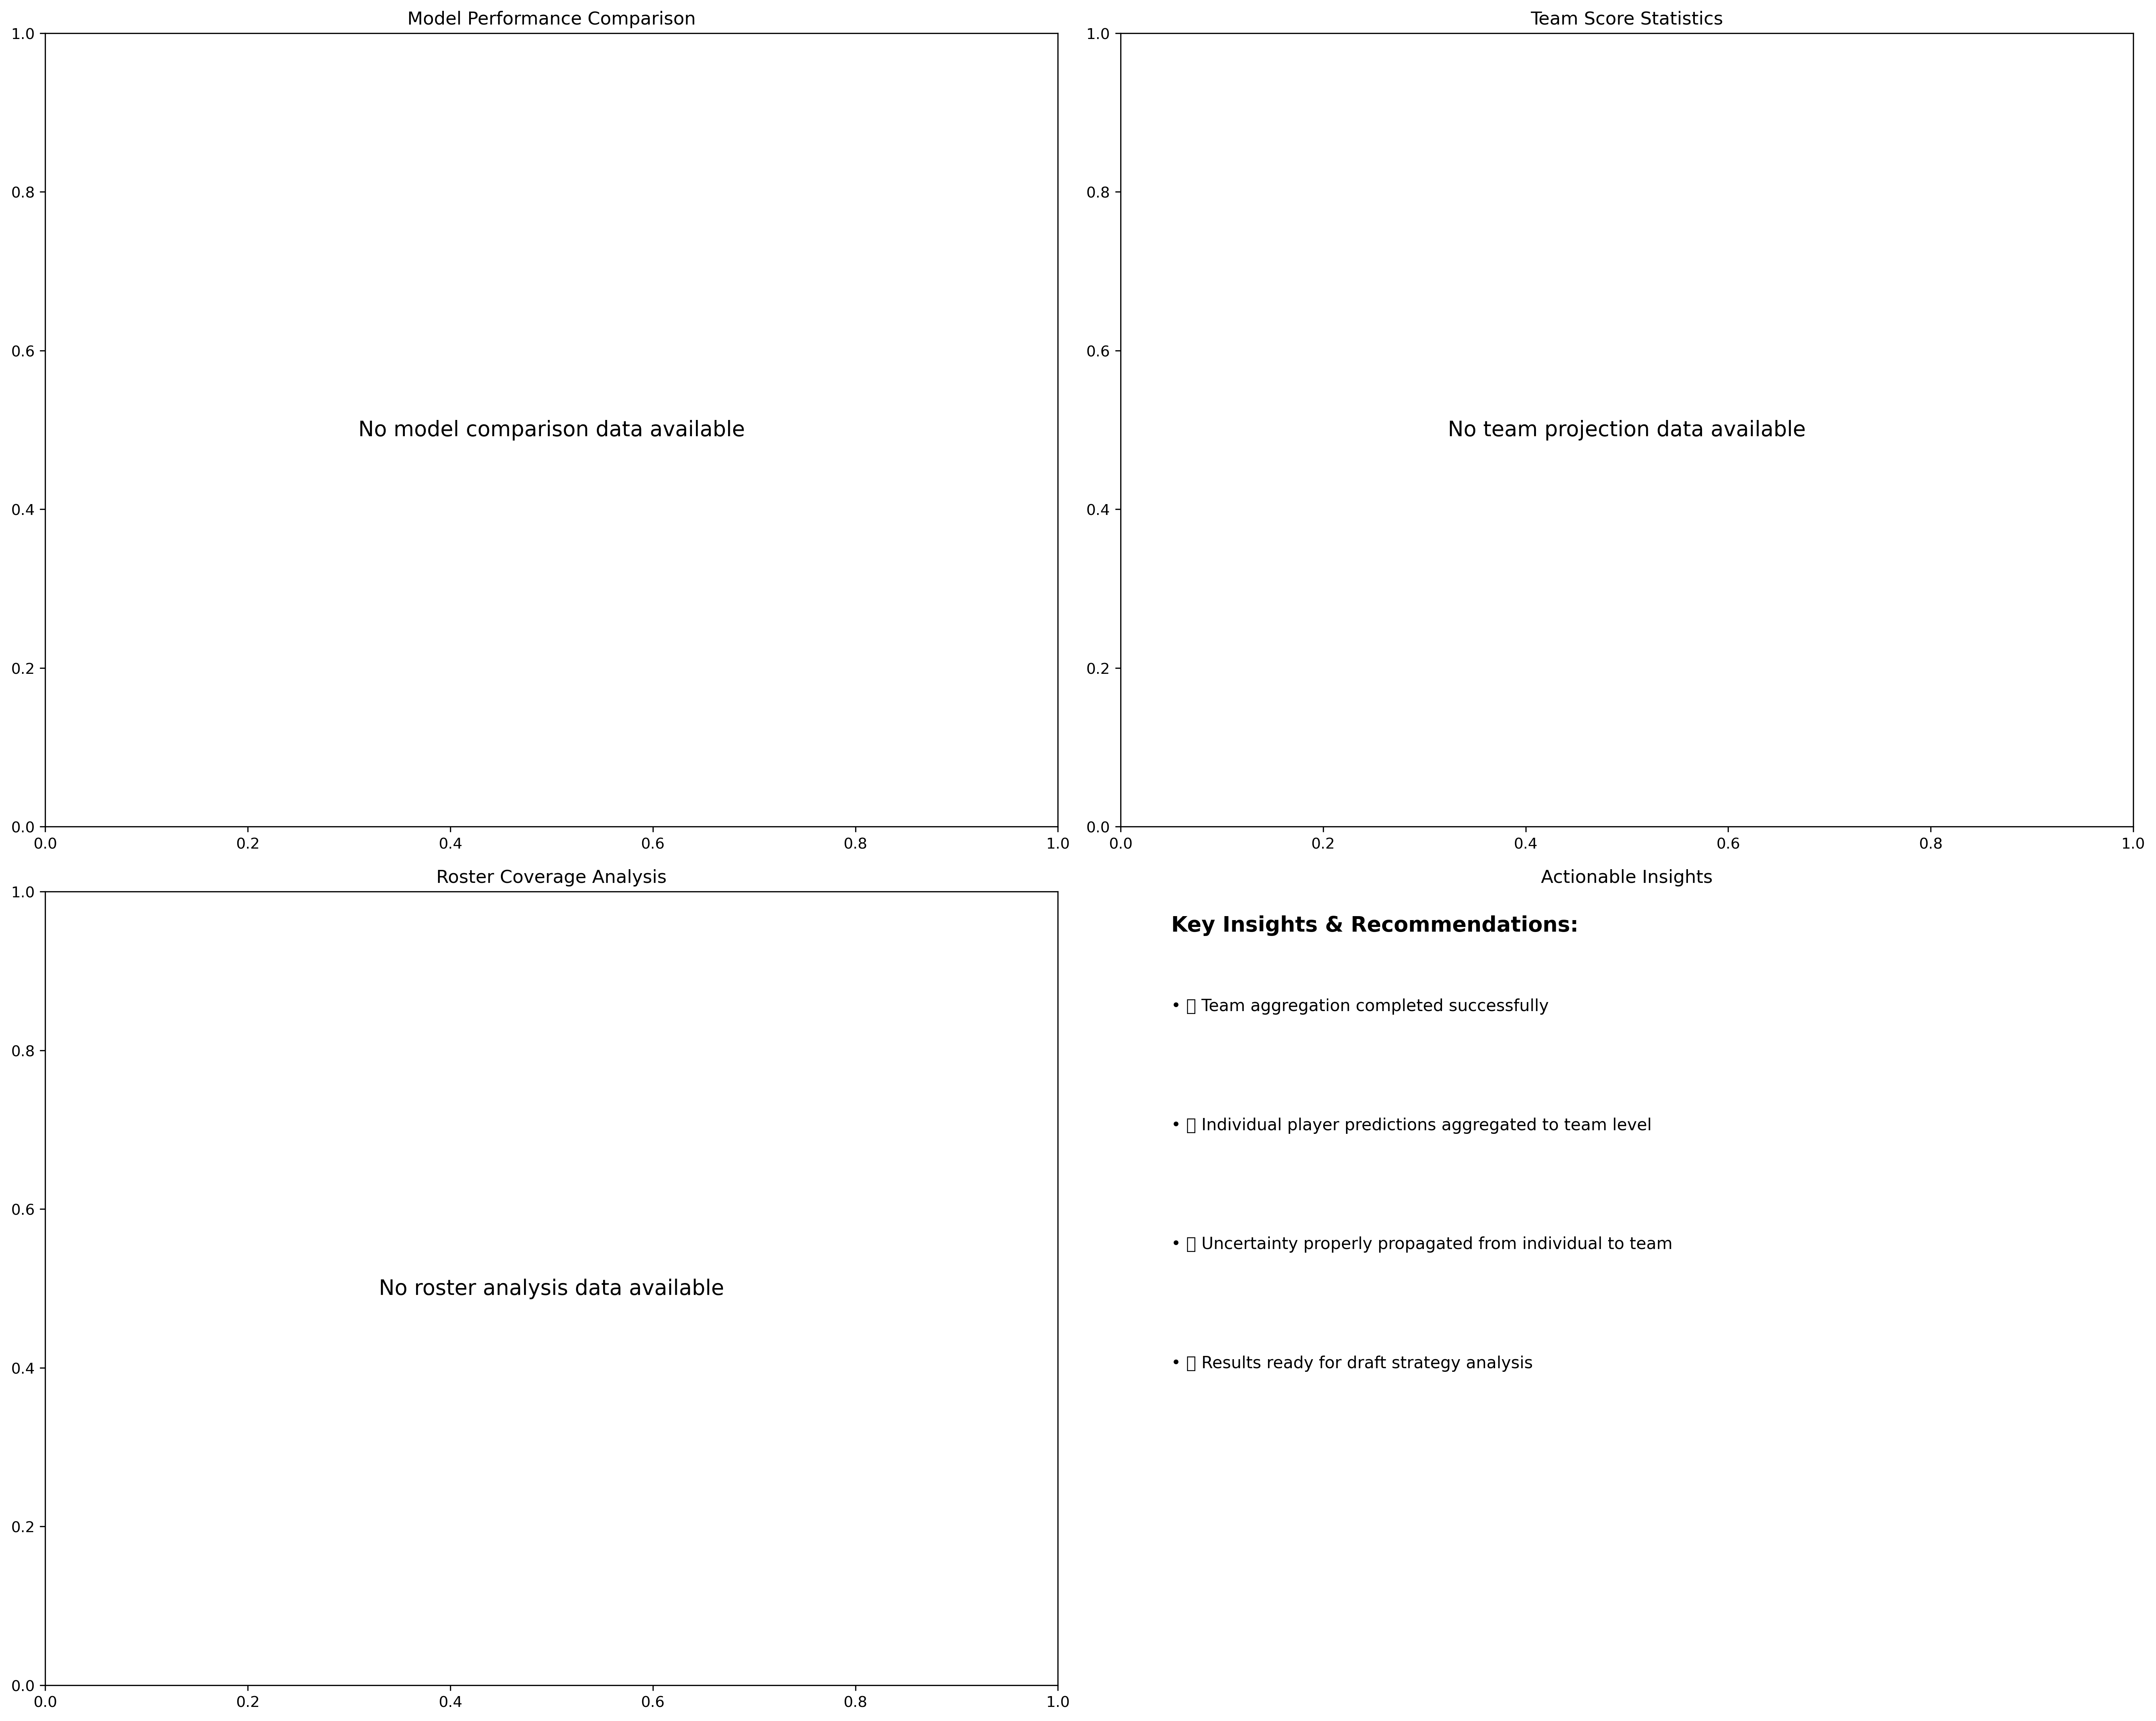 Model Performance Comparison
1.0
0.8
0.6
No model comparison data available
0.4
0.2
0.0
0.0 0.2 0.4 0.6 0.8 1.0
Team Score Statistics
1.0
0.8
0.6
No team projection data available
0.4
0.2
0.0
0.0 0.2 0.4 0.6 0.8 1.0
Roster Coverage Analysis
1.0
0.8
0.6
No roster analysis data available
0.4
0.2
0.0
0.0 0.2 0.4 0.6 0.8 1.0
Actionable Insights
Key Insights & Recommendations:
• Team aggregation completed successfully
• Individual player predictions aggregated to team level
• Uncertainty properly propagated from individual to team
• Results ready for draft strategy analysis